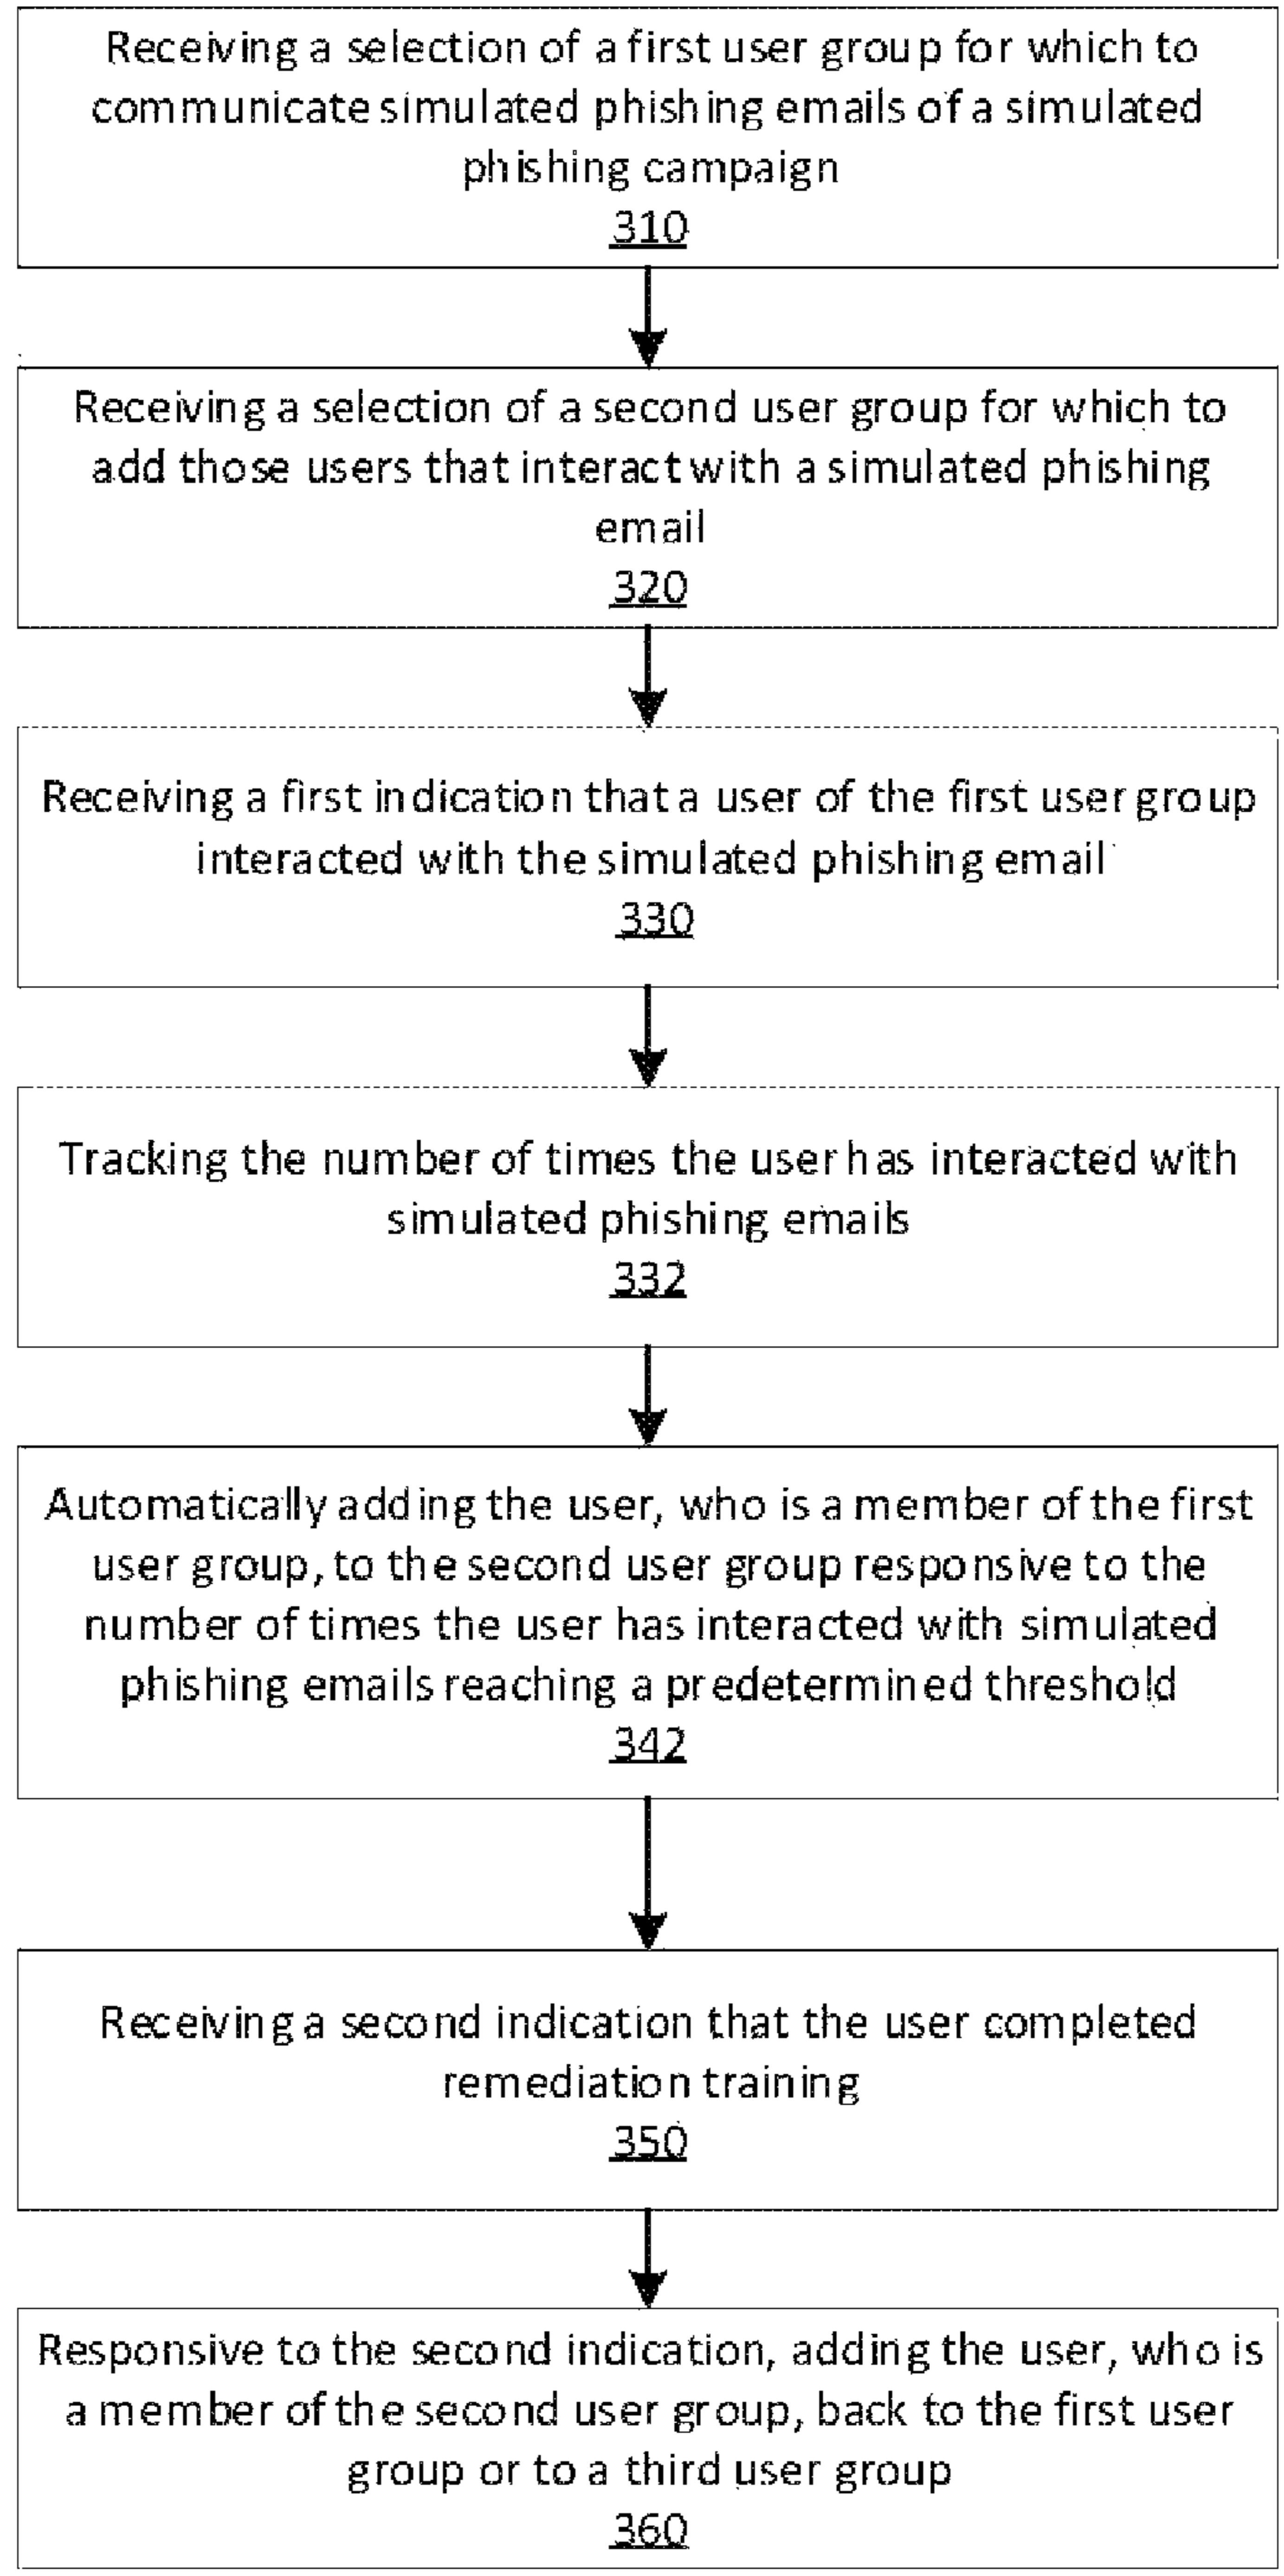 Receiving a selection of a first user group for which to
communicate simulated phishing emails of a simulated
phishing campaign
310
Receiving a selection of a second user group for which to
add those users that interact with a simulated phishing
email
320
Receiving a first indication that a user of the first user group
interacted with the simulated phishing email
330
Tracking the number of times the user has interacted with
simulated phishing emails
332
Automatically adding the user, who is a member of the first
user group, to the second user group responsive to the
number of times the user has interacted with simulated
phishing emails reaching a predetermined threshold
342
Receiving a second indication that the user completed
remediation training
350
Responsive to the second indication, adding the user, who is
a member of the second user group, back to the first user
group or to a third user group
360